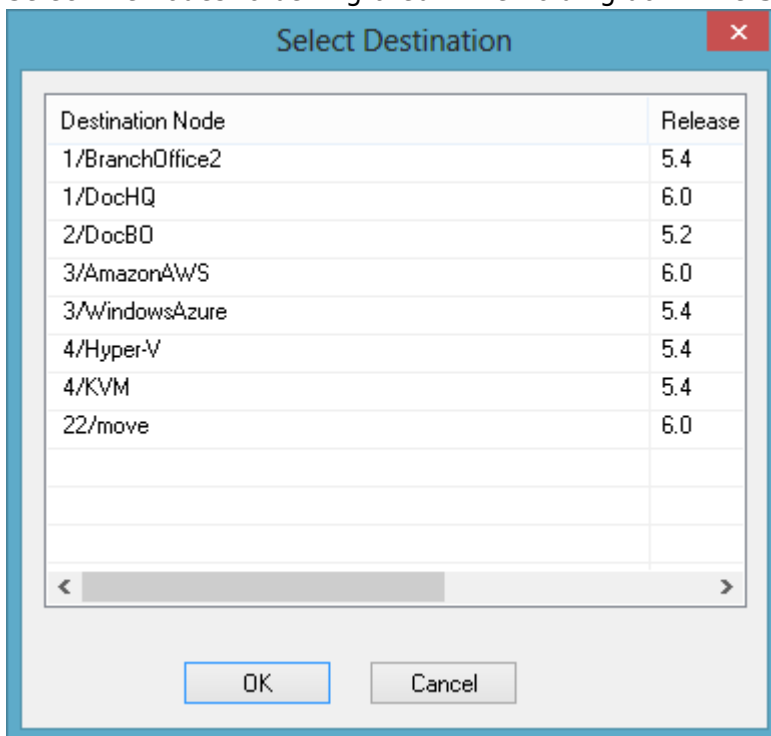 Select Destination
Destination Node Release
1/BranchOffice2 5.4
1/DocHQ 6.0
2/DocBO 5.2
3/AmazonAWS 6.0
3/WindowsAzure 5.4
4/Hyper-V 5.4
4/KVM 5.4
22/move 6.0
OK Cancel